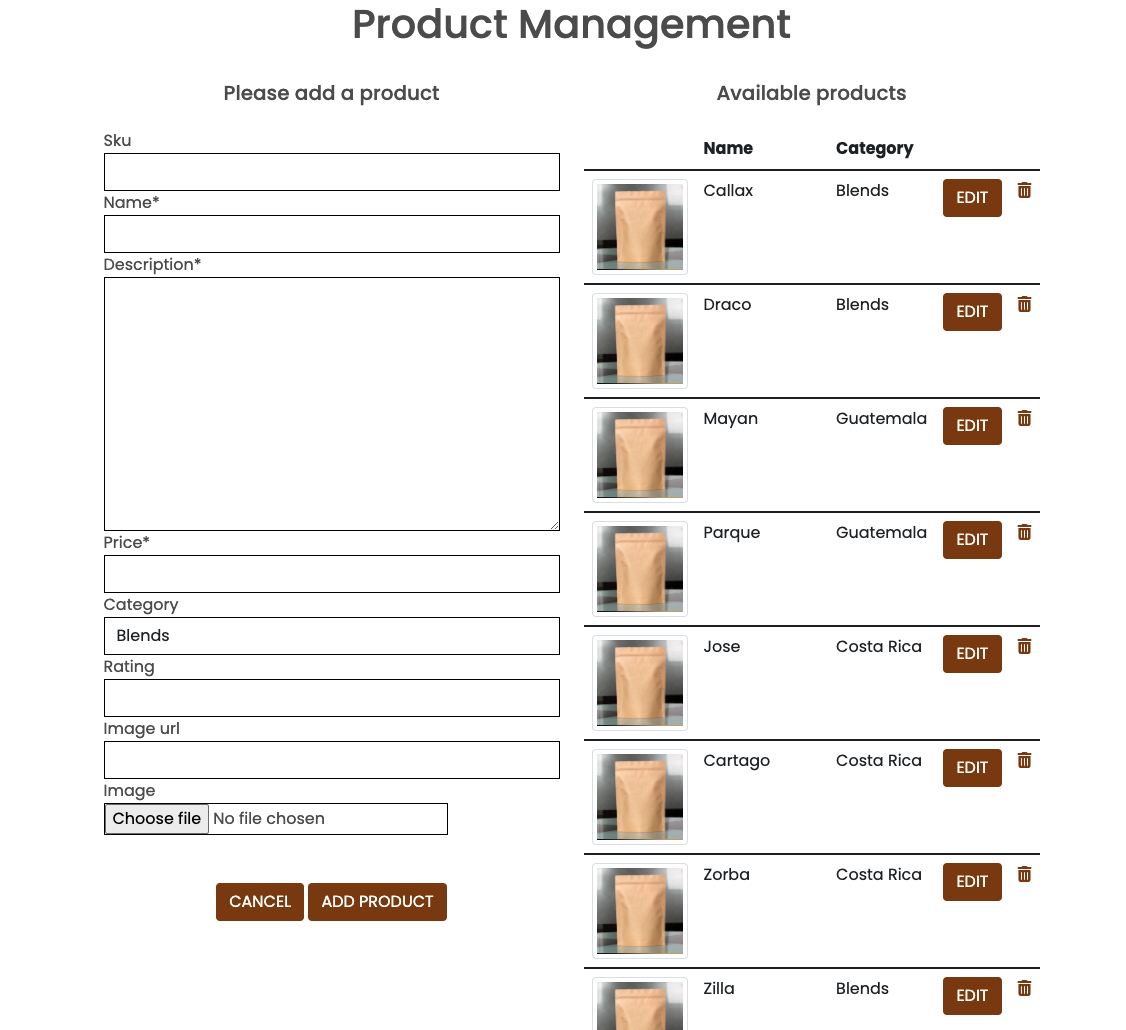 Product Management
Please add a product
Sku
Name*
Description*
Price*
Category
Blends
Rating
Image url
Image
Choose file No file chosen
CANCEL ADD PRODUCT
Available products
Name Category
Callax Blends EDIT
Draco Blends EDIT
Mayan Guatemala EDIT
Parque Guatemala EDIT
Jose Costa Rica EDIT
Cartago Costa Rica EDIT
Zorba Costa Rica EDIT
Zilla Blends EDIT